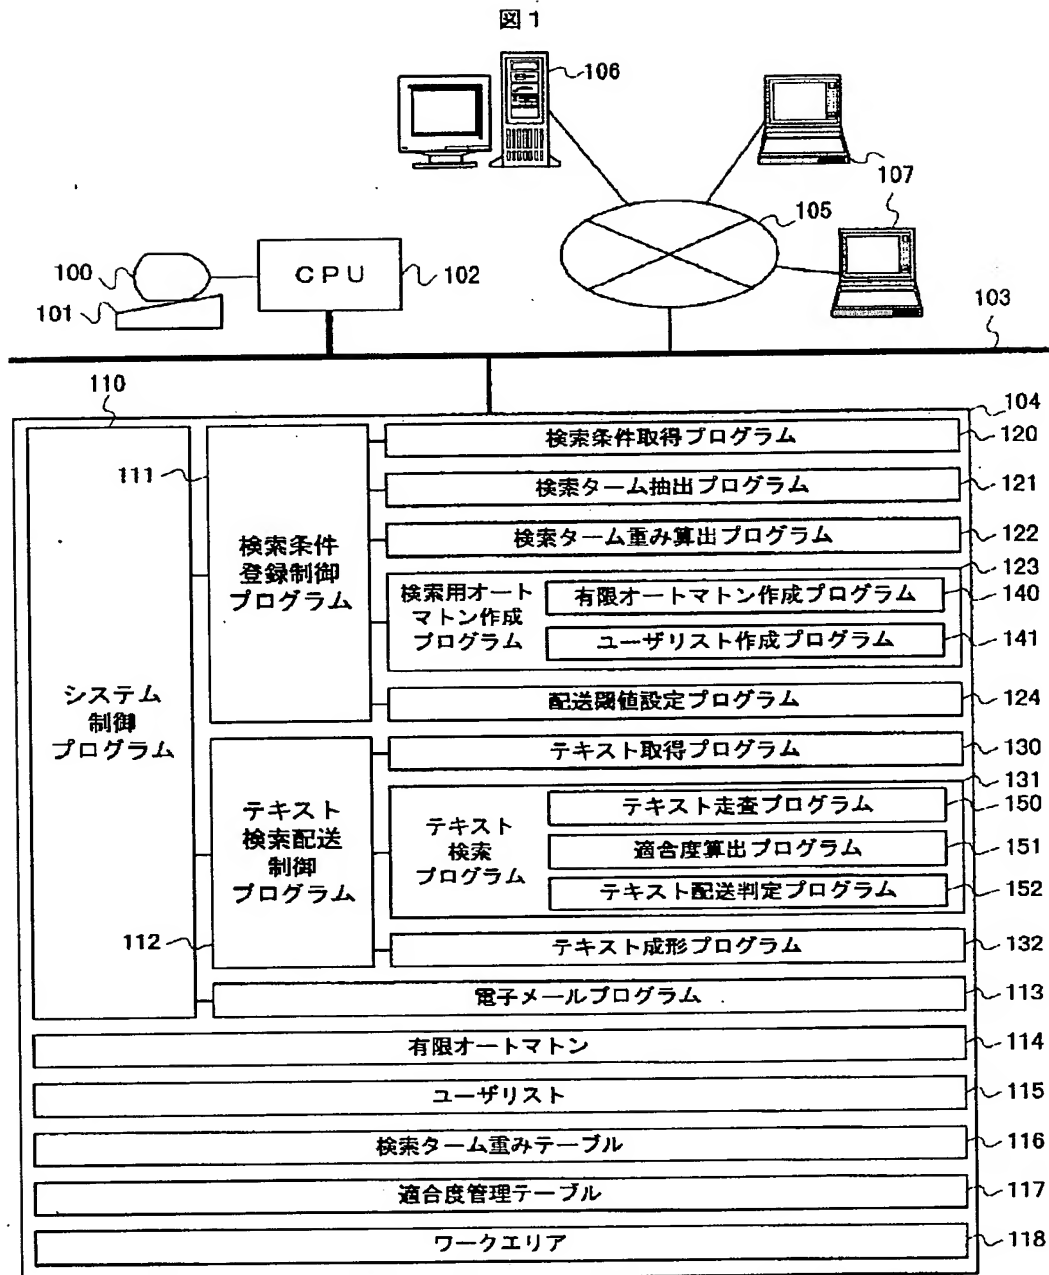 図1
106
107
105
100
CPU
102
101
103
110
104
111
検索条件
登録制御
プログラム
検索条件取得プログラム
120
検索ターム抽出プログラム
121
検索ターム重み算出プログラム
122
123
検索用オート
マトン作成
プログラム
有限オートマトン作成プログラム
140
ユーザリスト作成プログラム
141
配送閾値設定プログラム
124
システム
制御
プログラム
テキスト
検索配送
制御
プログラム
112
テキスト取得プログラム
130
131
テキスト
検索
プログラム
テキスト走査プログラム
150
適合度算出プログラム
151
テキスト配送判定プログラム
152
テキスト成形プログラム
132
電子メールプログラム
113
有限オートマトン
114
ユーザリスト
115
検索ターム重みテーブル
116
適合度管理テーブル
117
ワークエリア
118